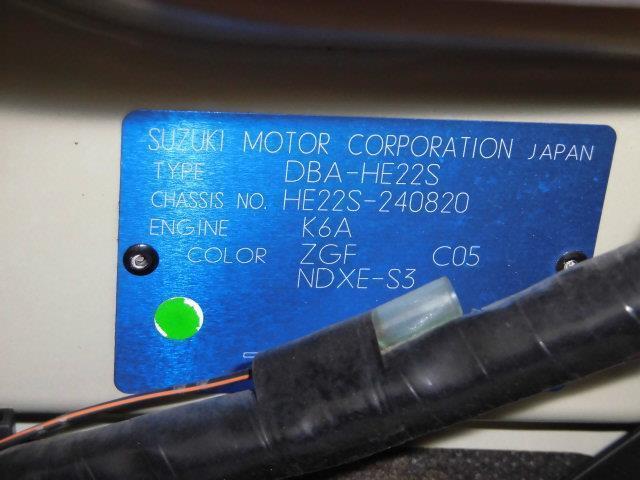 SUZUKI MOTOR CORPORATION JAPAN
TYPE DBA-HE22S
CHASSIS NO. HE22S-240820
ENGINE K6A
COLOR ZGF C05
NDXE-S3